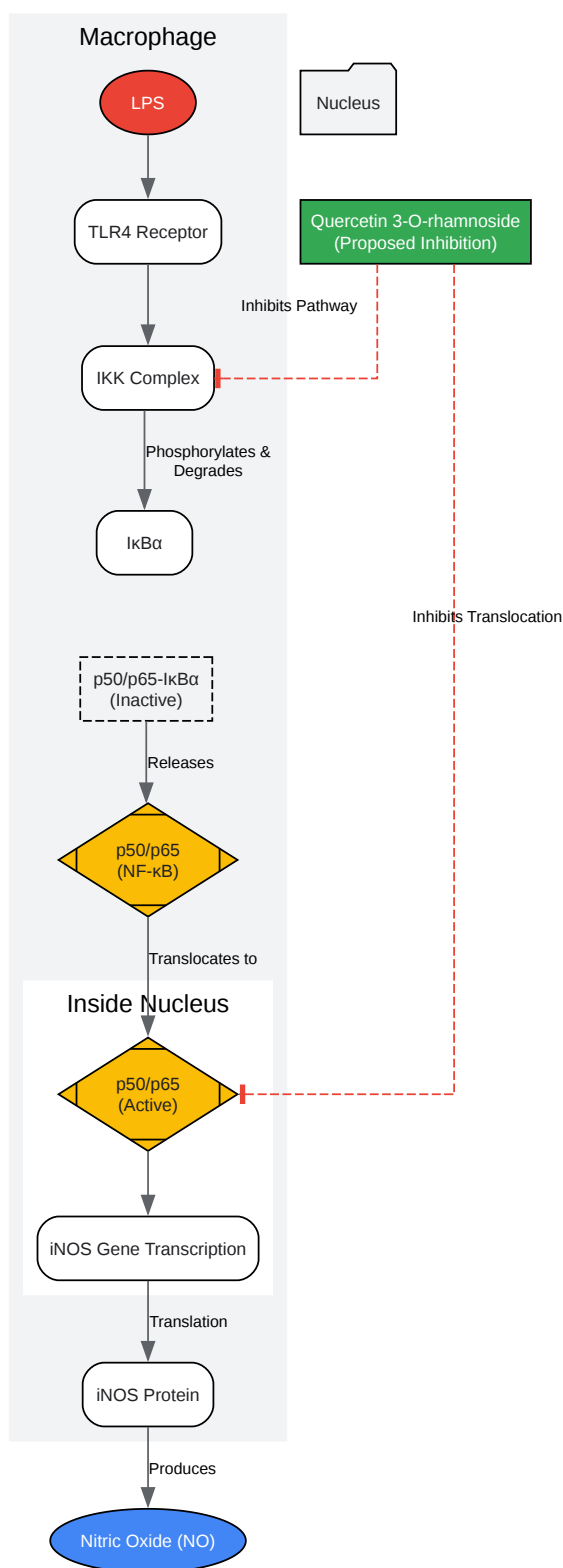 Macrophage
LPS
Nucleus
TLR4 Receptor
Quercetin 3-O-rhamnoside
(Proposed Inhibition)
Inhibits Pathway
IKK Complex
Phosphorylates &
Degrades
IκBα
Inhibits Translocation
p50/p65-IκBα
(Inactive)
Releases
p50/p65
(NF-κB)
Translocates to
Inside Nucleus
p50/p65
(Active)
iNOS Gene Transcription
Translation
iNOS Protein
Produces
Nitric Oxide (NO)